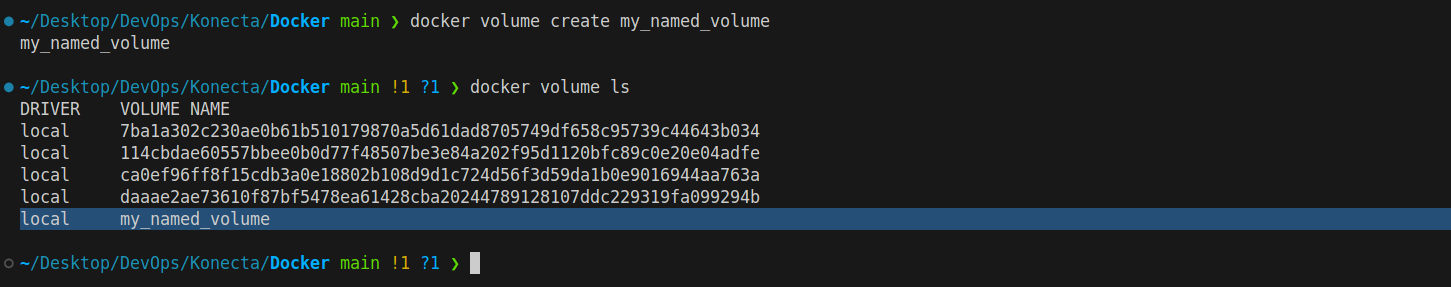 ~/Desktop/DevOps/Konecta/Docker main ❯ docker volume create my_named_volume
my_named_volume
~/Desktop/DevOps/Konecta/Docker main !1 ?1 ❯ docker volume ls
DRIVER    VOLUME NAME
local     7ba1a302c230ae0b61b510179870a5d61dad8705749df658c95739c44643b034
local     114cbdae60557bbee0b0d77f48507be3e84a202f95d1120bfc89c0e20e04adfe
local     ca0ef96ff8f15cdb3a0e18802b108d9d1c724d56f3d59da1b0e9016944aa763a
local     daaae2ae73610f87bf5478ea61428cba20244789128107ddc229319fa099294b
local     my_named_volume
~/Desktop/DevOps/Konecta/Docker main !1 ?1 ❯